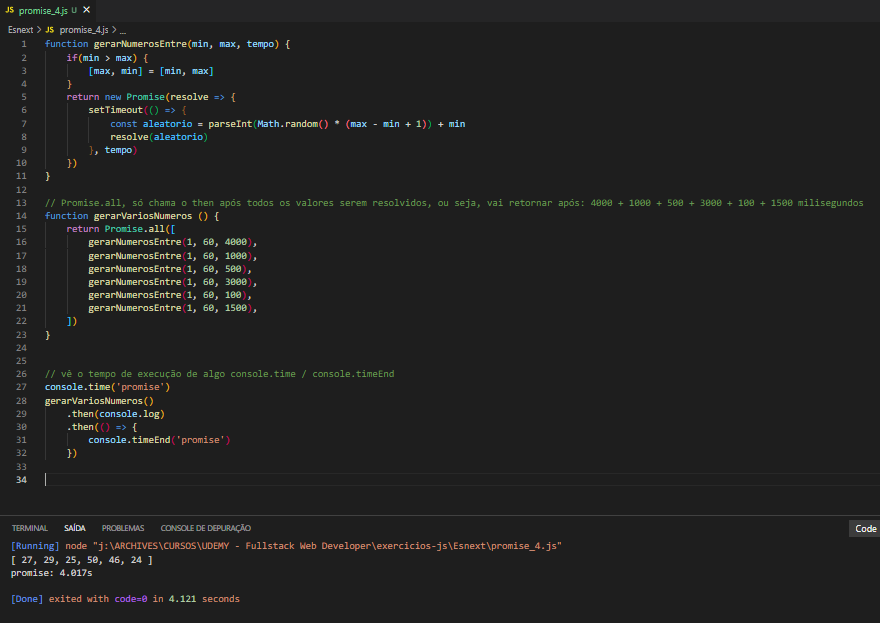 JS promise_4.js U ×
Esnext > JS promise_4.js > ...
1 function gerarNumerosEntre(min, max, tempo) {
2 if(min > max) {
3 [max, min] = [min, max]
4 }
5 return new Promise(resolve => {
6 setTimeout(() => {
7 const aleatorio = parseInt(Math.random() * (max - min + 1)) + min
8 resolve(aleatorio)
9 }, tempo)
10 })
11 }
12
13 // Promise.all, só chama o then após todos os valores serem resolvidos, ou seja, vai retornar após: 4000 + 1000 + 500 + 3000 + 100 + 1500 milisegundos
14 function gerarVariosNumeros () {
15 return Promise.all([
16 gerarNumerosEntre(1, 60, 4000),
17 gerarNumerosEntre(1, 60, 1000),
18 gerarNumerosEntre(1, 60, 500),
19 gerarNumerosEntre(1, 60, 3000),
20 gerarNumerosEntre(1, 60, 100),
21 gerarNumerosEntre(1, 60, 1500),
22 ])
23 }
24
25
26 // vê o tempo de execução de algo console.time / console.timeEnd
27 console.time('promise')
28 gerarVariosNumeros()
29 .then(console.log)
30 .then(() => {
31 console.timeEnd('promise')
32 })
33
34
TERMINAL SAÍDA PROBLEMAS CONSOLE DE DEPURAÇÃO Code
[Running] node "j:\ARCHIVES\CURSOS\UDEMY - Fullstack Web Developer\exercicios-js\Esnext\promise_4.js"
[ 27, 29, 25, 50, 46, 24 ]
promise: 4.017s
[Done] exited with code=0 in 4.121 seconds